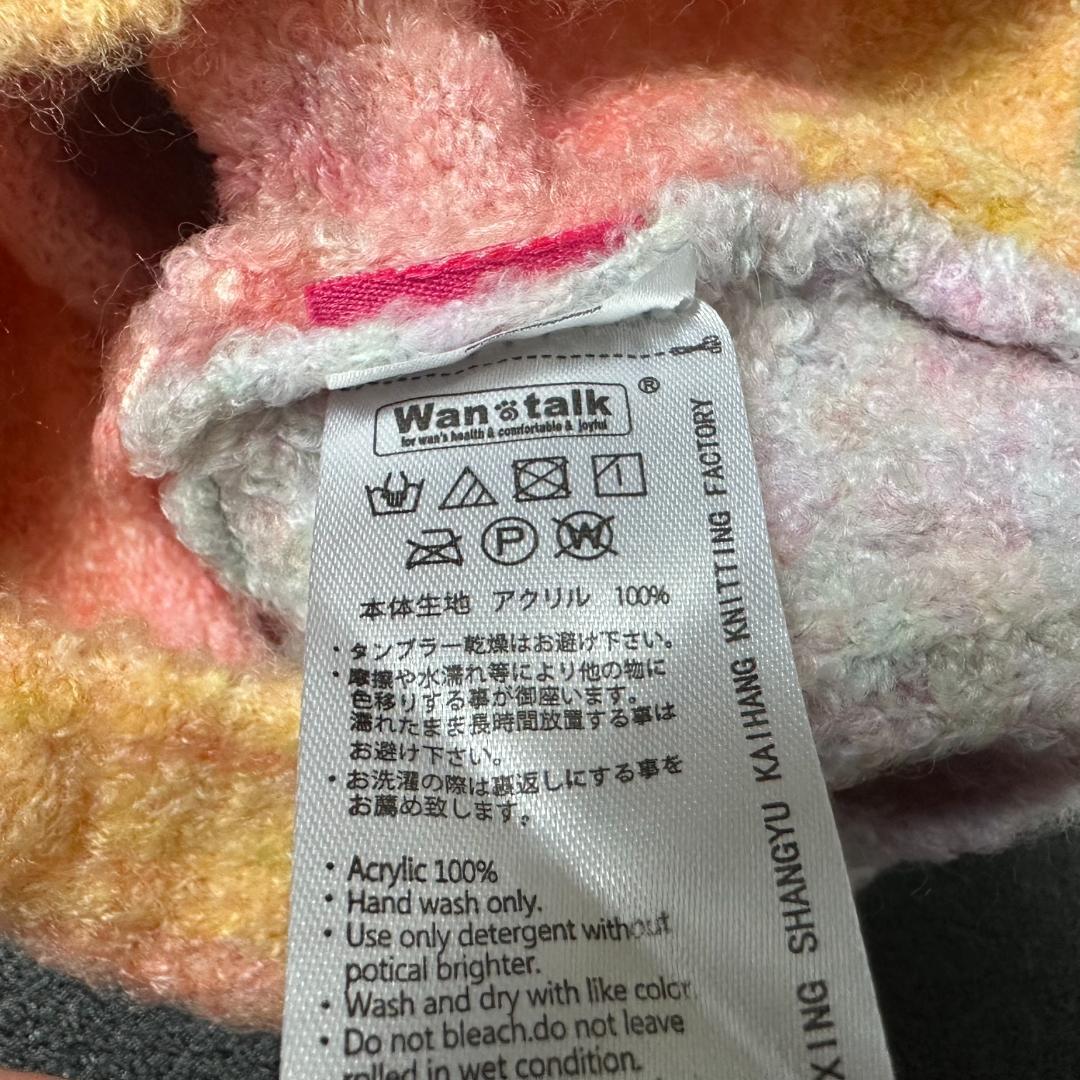 Wan talk ®
for wan's health & comfortable & joyful
P
W
本体生地 アクリル 100%
・タンブラー乾燥はお避け下さい。
・摩擦や水濡れ等により他の物に
色移りする事が御座います。
濡れたまま長時間放置する事は
お避け下さい。
・お洗濯の際は裏返しにする事を
お薦め致します。
• Acrylic 100%
• Hand wash only.
• Use only detergent without
potical brighter.
• Wash and dry with like color.
• Do not bleach.do not leave
rolled in wet condition.
XING SHANGYU KAIHANG KNITTING FACTORY